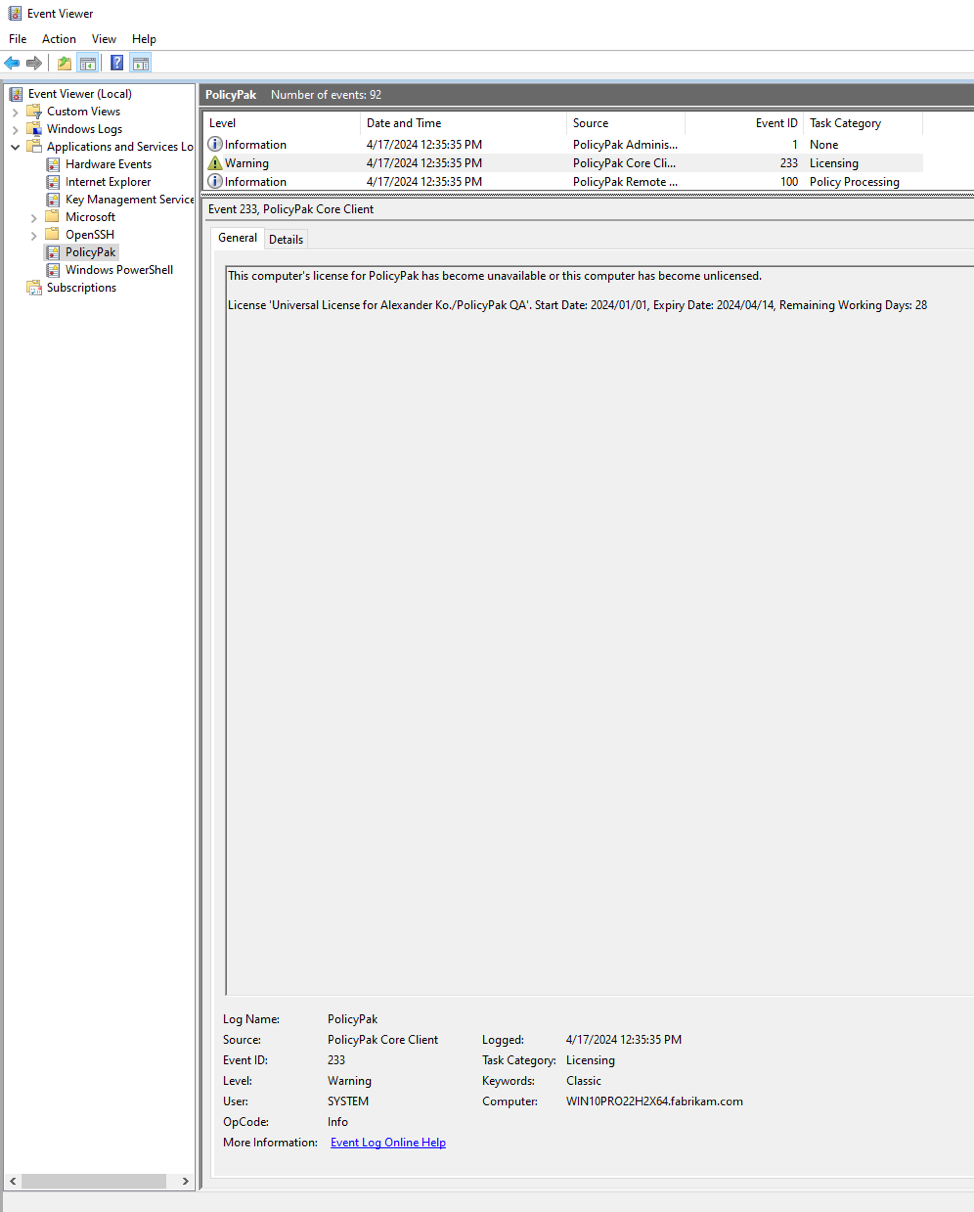 Event Viewer
File Action View Help
Event Viewer (Local)
Custom Views
Windows Logs
Applications and Services Lo
Hardware Events
Internet Explorer
Key Management Service
Microsoft
OpenSSH
PolicyPak
Windows PowerShell
Subscriptions
PolicyPak Number of events: 92
Level Date and Time Source Event ID Task Category
Information 4/17/2024 12:35:35 PM PolicyPak Adminis... 1 None
Warning 4/17/2024 12:35:35 PM PolicyPak Core Cli... 233 Licensing
Information 4/17/2024 12:35:35 PM PolicyPak Remote ... 100 Policy Processing
Event 233, PolicyPak Core Client
General Details
This computer's license for PolicyPak has become unavailable or this computer has become unlicensed.
License 'Universal License for Alexander Ko./PolicyPak QA'. Start Date: 2024/01/01, Expiry Date: 2024/04/14, Remaining Working Days: 28
Log Name: PolicyPak
Source: PolicyPak Core Client Logged: 4/17/2024 12:35:35 PM
Event ID: 233 Task Category: Licensing
Level: Warning Keywords: Classic
User: SYSTEM Computer: WIN10PRO22H2X64.fabrikam.com
OpCode: Info
More Information: Event Log Online Help